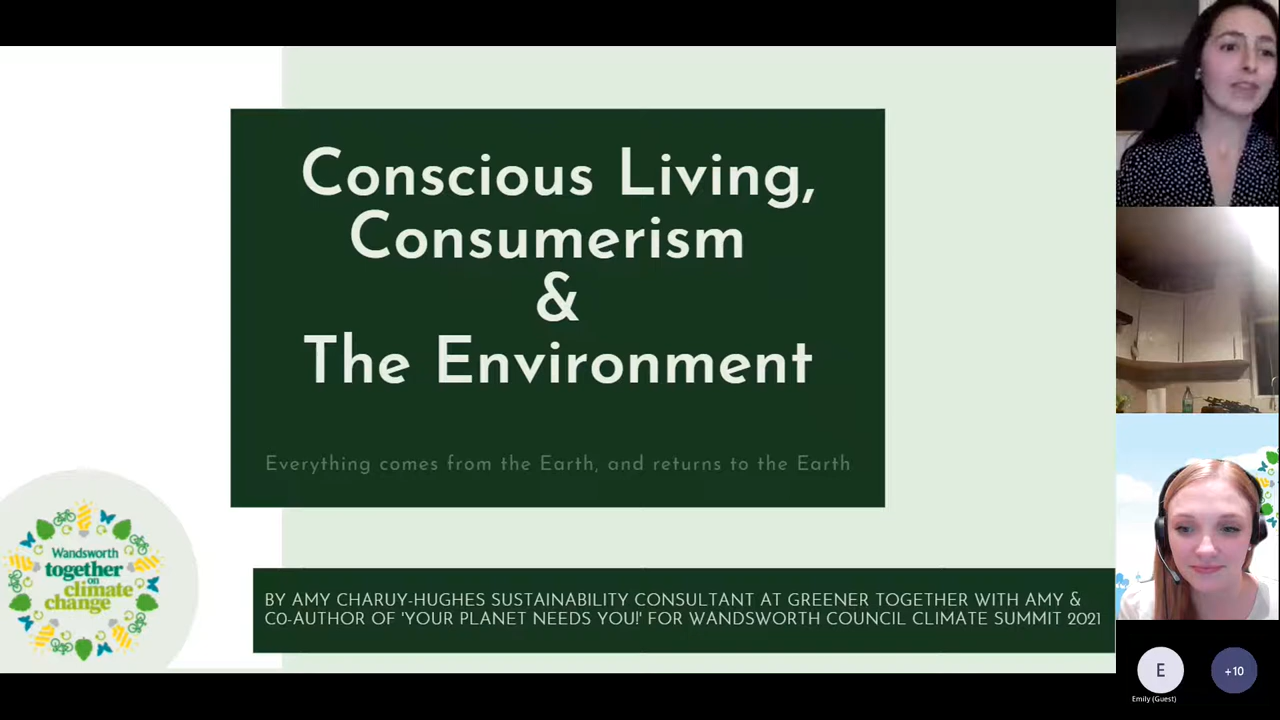 Conscious Living,
Consumerism
&
The Environment
Everything comes from the Earth, and returns to the Earth
Wandsworth
together
on
climate
change
BY AMY CHARUY-HUGHES SUSTAINABILITY CONSULTANT AT GREENER TOGETHER WITH AMY &
C0-AUTHOR OF 'YOUR PLANET NEEDS YOU!' FOR WANDSWORTH COUNCIL CLIMATE SUMMIT 2021
E
+10
Emily (Guest)